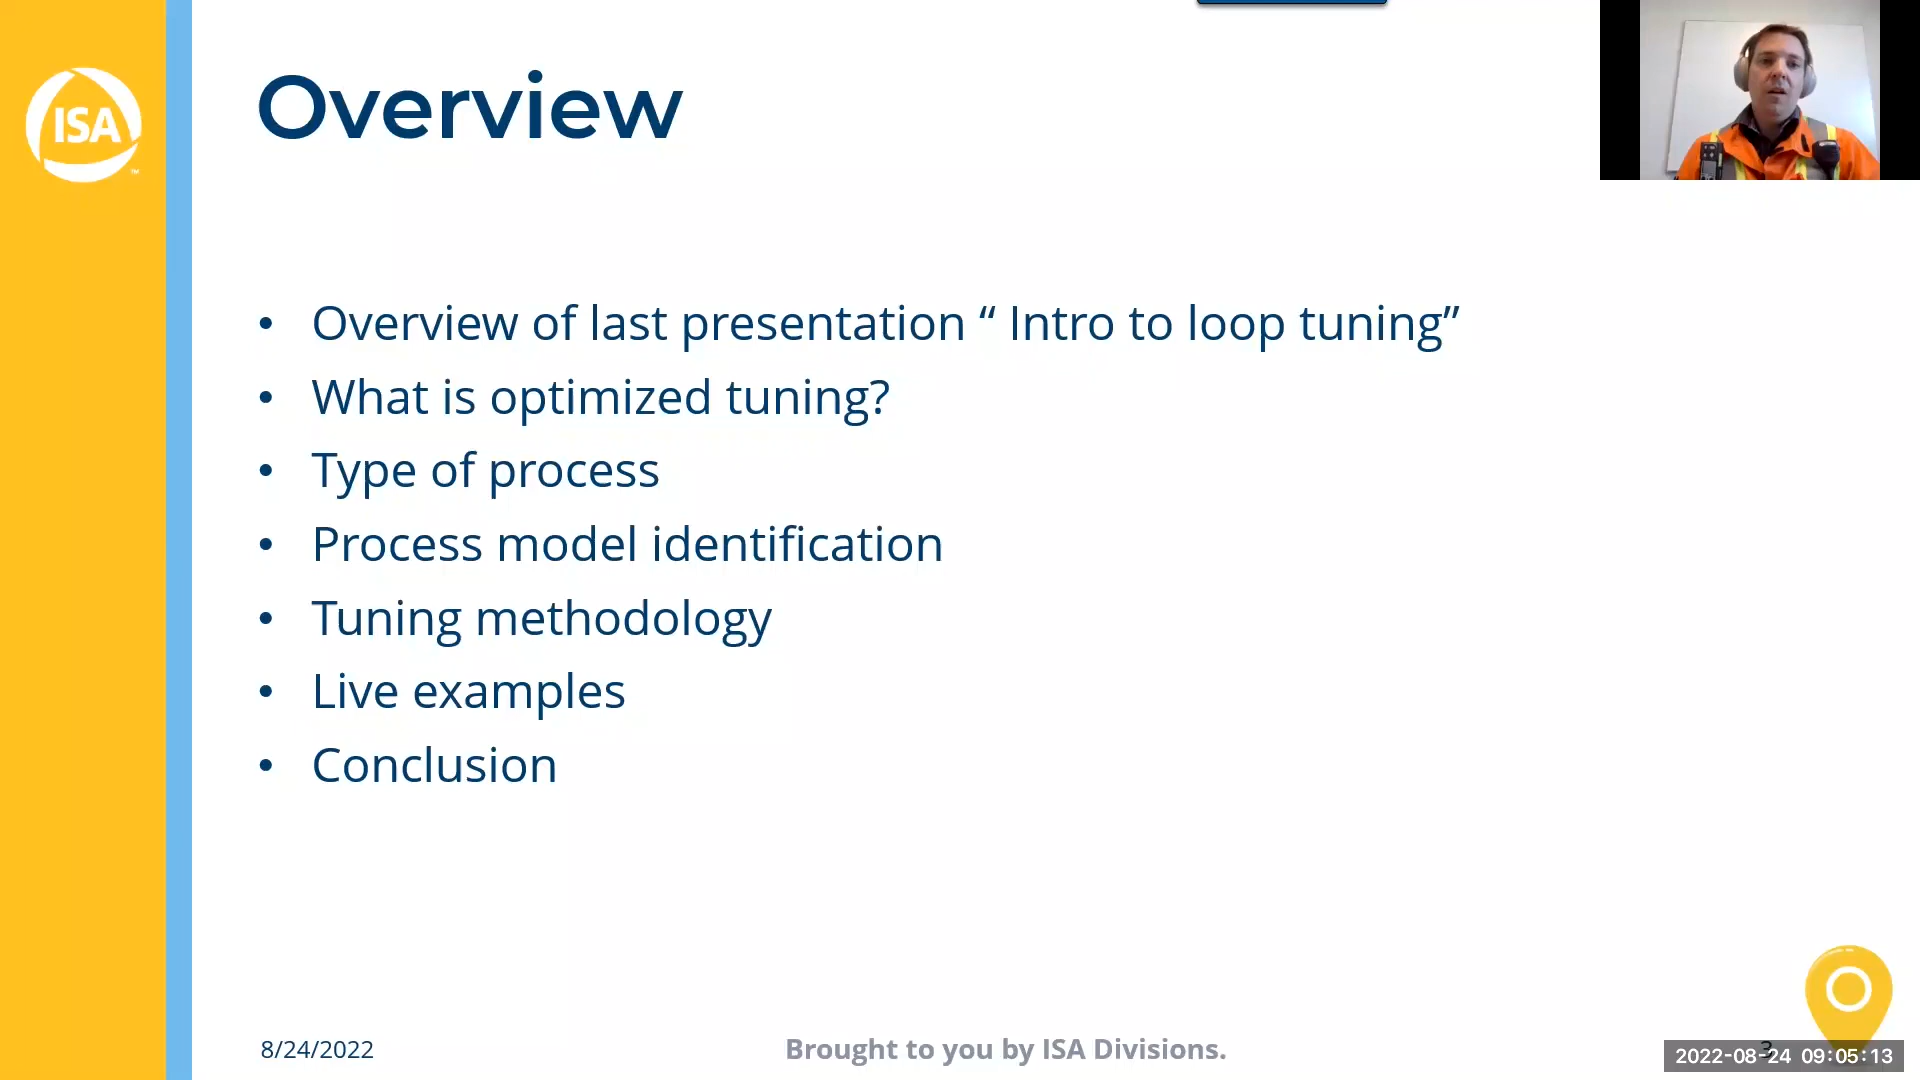 ISA
TM
Overview
• Overview of last presentation “ Intro to loop tuning”
• What is optimized tuning?
• Type of process
• Process model identification
• Tuning methodology
• Live examples
• Conclusion
8/24/2022
Brought to you by ISA Divisions.
3
2022-08-24 09:05:13